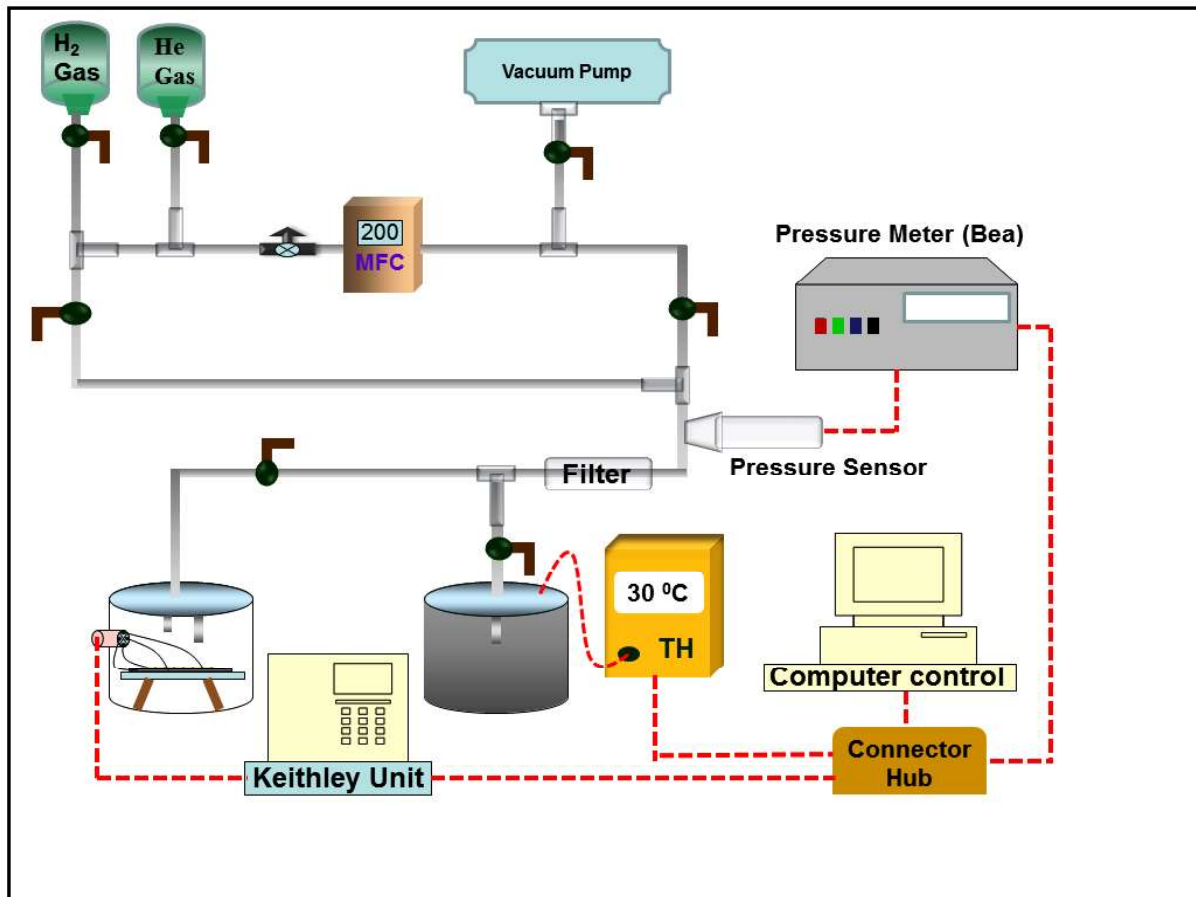 H₂
Gas
He
Gas
Vacuum Pump
200
MFC
Pressure Meter (Bea)
Filter
Pressure Sensor
30 ⁰C
TH
Computer control
Connector
Hub
Keithley Unit